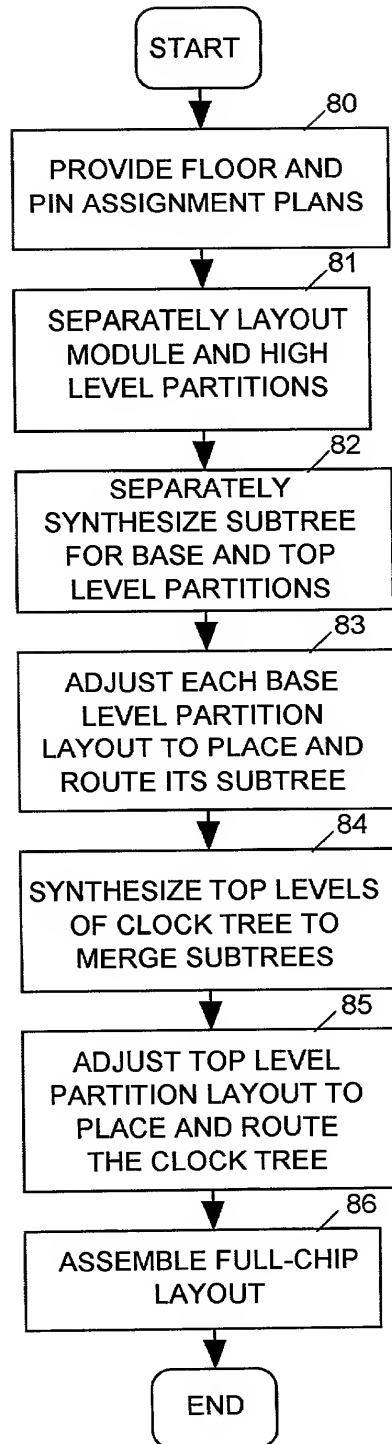 START
80
PROVIDE FLOOR AND
PIN ASSIGNMENT PLANS
81
SEPARATELY LAYOUT
MODULE AND HIGH
LEVEL PARTITIONS
82
SEPARATELY
SYNTHESIZE SUBTREE
FOR BASE AND TOP
LEVEL PARTITIONS
83
ADJUST EACH BASE
LEVEL PARTITION
LAYOUT TO PLACE AND
ROUTE ITS SUBTREE
84
SYNTHESIZE TOP LEVELS
OF CLOCK TREE TO
MERGE SUBTREES
85
ADJUST TOP LEVEL
PARTITION LAYOUT TO
PLACE AND ROUTE
THE CLOCK TREE
86
ASSEMBLE FULL-CHIP
LAYOUT
END